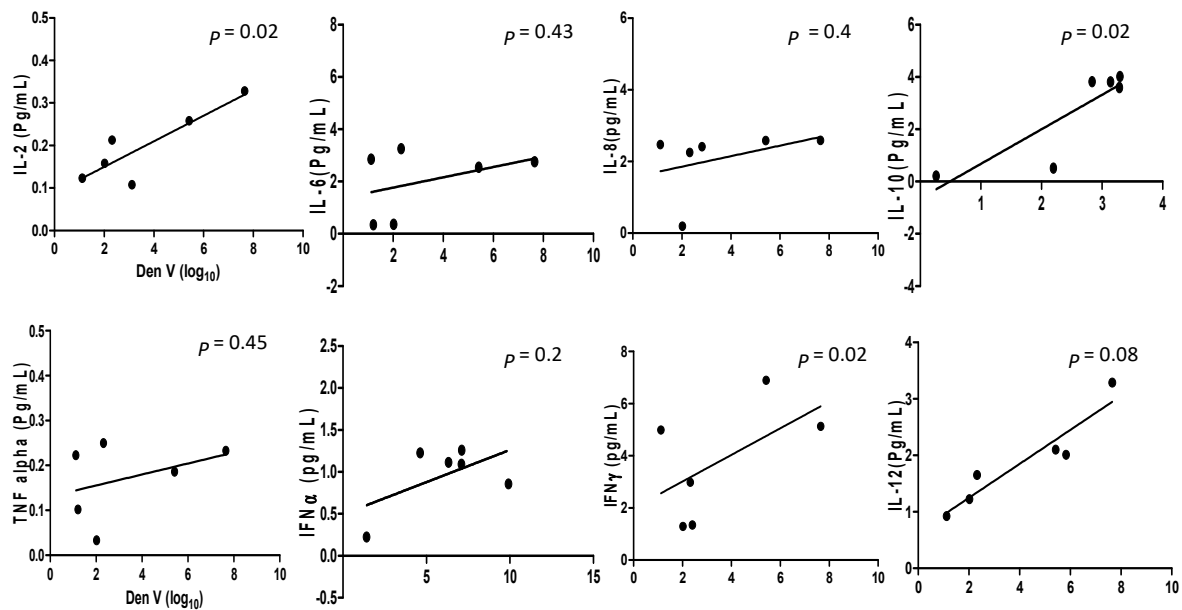 P = 0.02
IL-2 (Pg/mL)
0.5
0.4
0.3
0.2
0.1
0.0
0 2 4 6 8 10
Den V (log10)
P = 0.43
IL-6(Pg/mL)
8
6
4
2
0
-2
2 4 6 8 10
P = 0.4
IL-8(pg/mL)
6
4
2
0
0 2 4 6 8 10
P = 0.02
IL-10(Pg/mL)
6
4
2
0
-2
-4
1 2 3 4
P = 0.45
TNF alpha (Pg/mL)
0.5
0.4
0.3
0.2
0.1
0.0
0 2 4 6 8 10
Den V (log10)
P = 0.2
IFNα (pg/mL)
2.5
2.0
1.5
1.0
0.5
0.0
-0.5
5 10 15
P = 0.02
IFNγ (pg/mL)
8
6
4
2
0
0 2 4 6 8 10
P = 0.08
IL-12(Pg/mL)
4
3
2
1
0
0 2 4 6 8 10